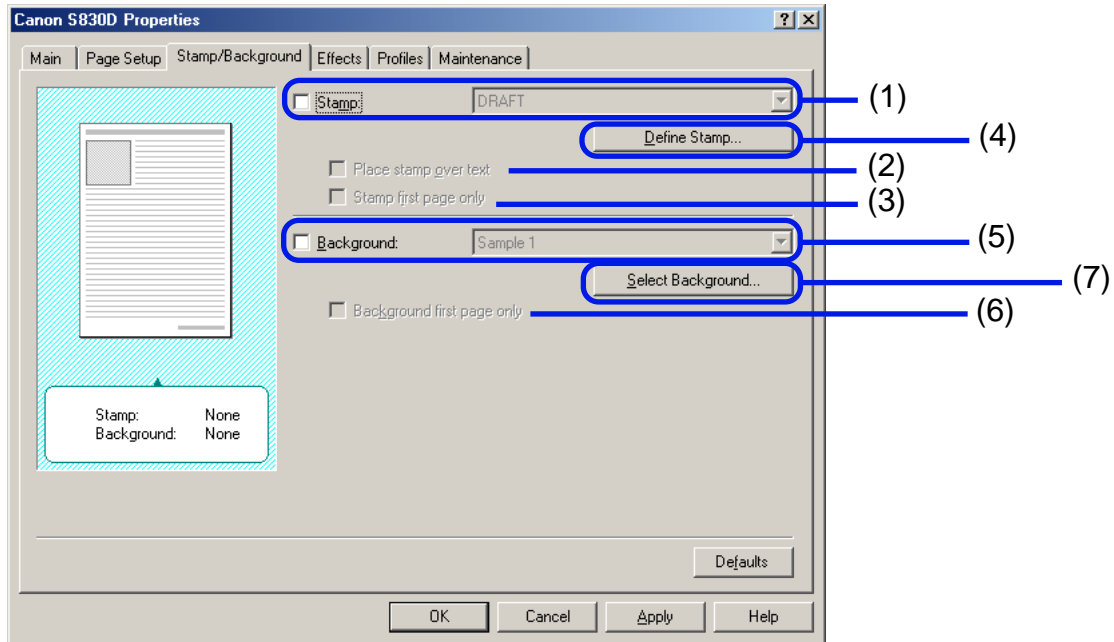 Canon S830D Properties
Main Page Setup Stamp/Background Effects Profiles Maintenance
Stamp: DRAFT (1)
Define Stamp... (4)
Place stamp over text (2)
Stamp first page only (3)
Background: Sample 1 (5)
Select Background... (7)
Background first page only (6)
Stamp: None
Background: None
Defaults
OK Cancel Apply Help